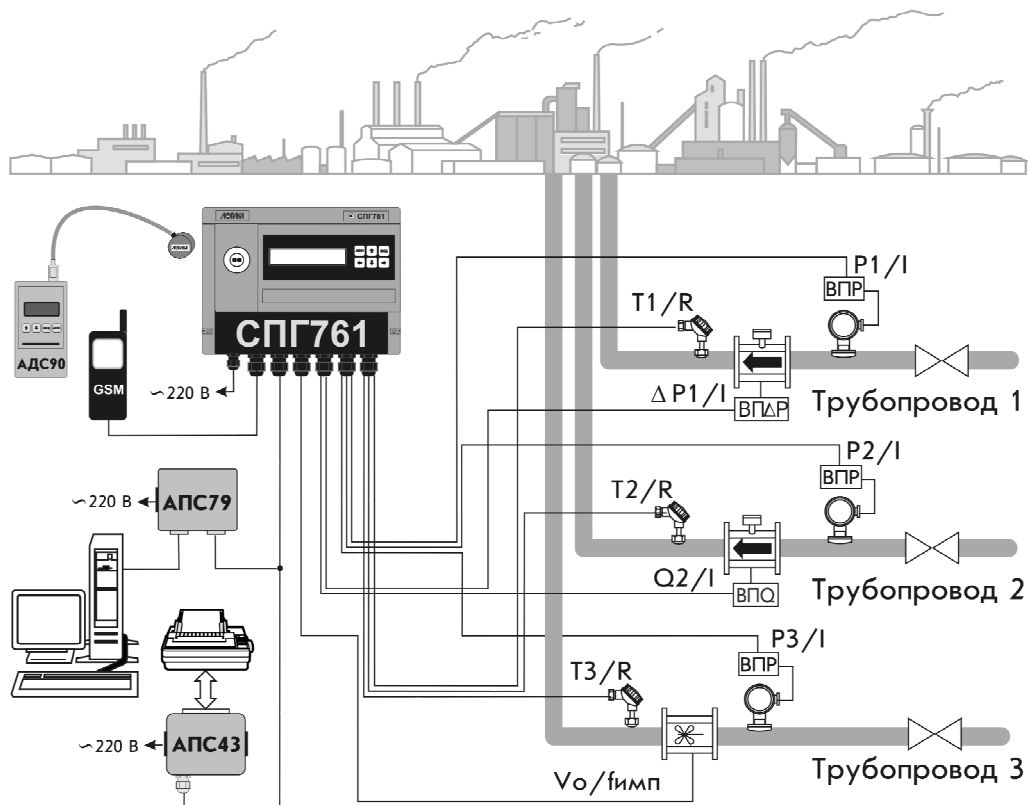 ЛОГИКА
СПГ761
СПГ761
АДС90
GSM
~220 В
P1/I
ВПР
T1/R
ΔP1/I
ВПΔР
Трубопровод 1
P2/I
ВПР
T2/R
Q2/I
ВПQ
Трубопровод 2
~220 В
АПС79
P3/I
ВПР
T3/R
~220 В
АПС43
Vo/fимп
Трубопровод 3